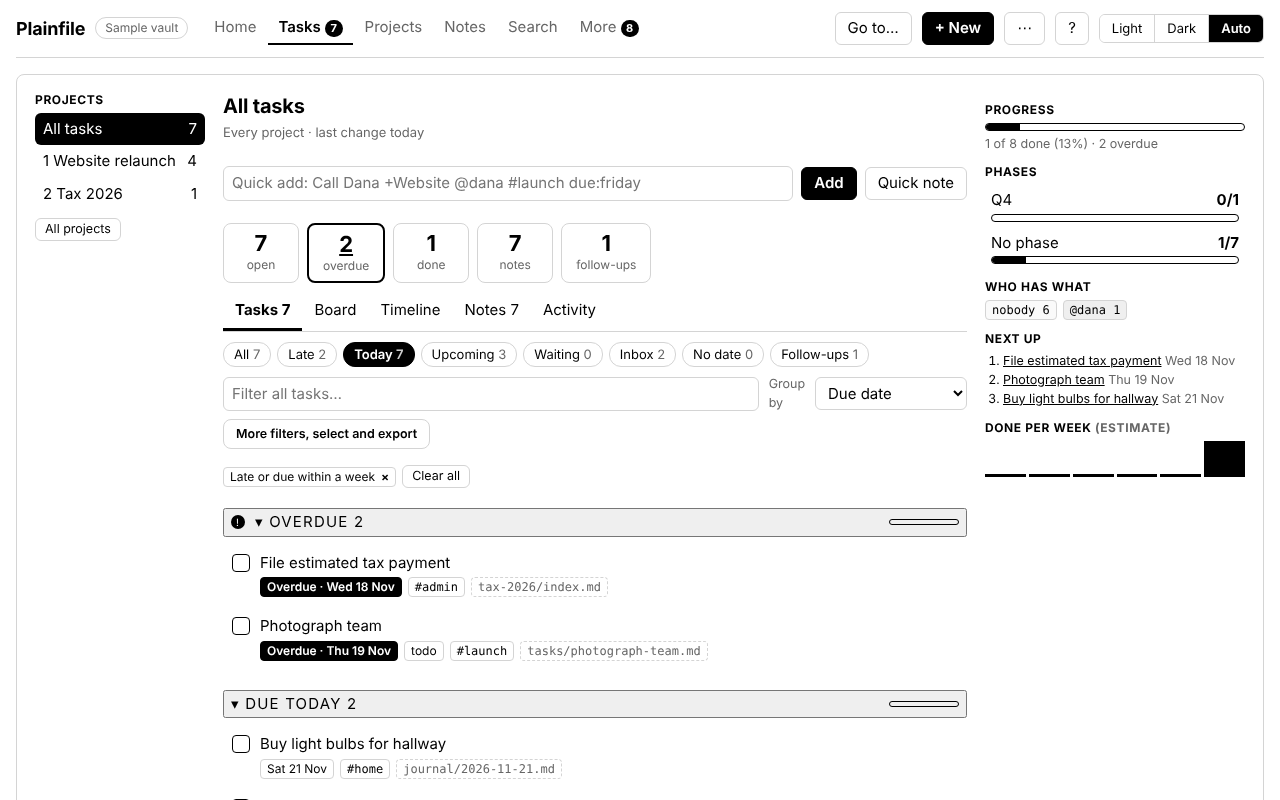 Plainfile Sample vault Home Tasks 7 Projects Notes Search More 8 Go to... + New ··· ? Light Dark Auto
PROJECTS
All tasks 7
1 Website relaunch 4
2 Tax 2026 1
All projects
All tasks
Every project · last change today
Quick add: Call Dana +Website @dana #launch due:friday Add Quick note
7 open
2 overdue
1 done
7 notes
1 follow-ups
Tasks 7 Board Timeline Notes 7 Activity
All 7 Late 2 Today 7 Upcoming 3 Waiting 0 Inbox 2 No date 0 Follow-ups 1
Filter all tasks... Group by Due date
More filters, select and export
Late or due within a week × Clear all
! ▾ OVERDUE 2
File estimated tax payment
Overdue · Wed 18 Nov #admin tax-2026/index.md
Photograph team
Overdue · Thu 19 Nov todo #launch tasks/photograph-team.md
▾ DUE TODAY 2
Buy light bulbs for hallway
Sat 21 Nov #home journal/2026-11-21.md
PROGRESS
1 of 8 done (13%) · 2 overdue
PHASES
Q4 0/1
No phase 1/7
WHO HAS WHAT
nobody 6 @dana 1
NEXT UP
1. File estimated tax payment Wed 18 Nov
2. Photograph team Thu 19 Nov
3. Buy light bulbs for hallway Sat 21 Nov
DONE PER WEEK (ESTIMATE)